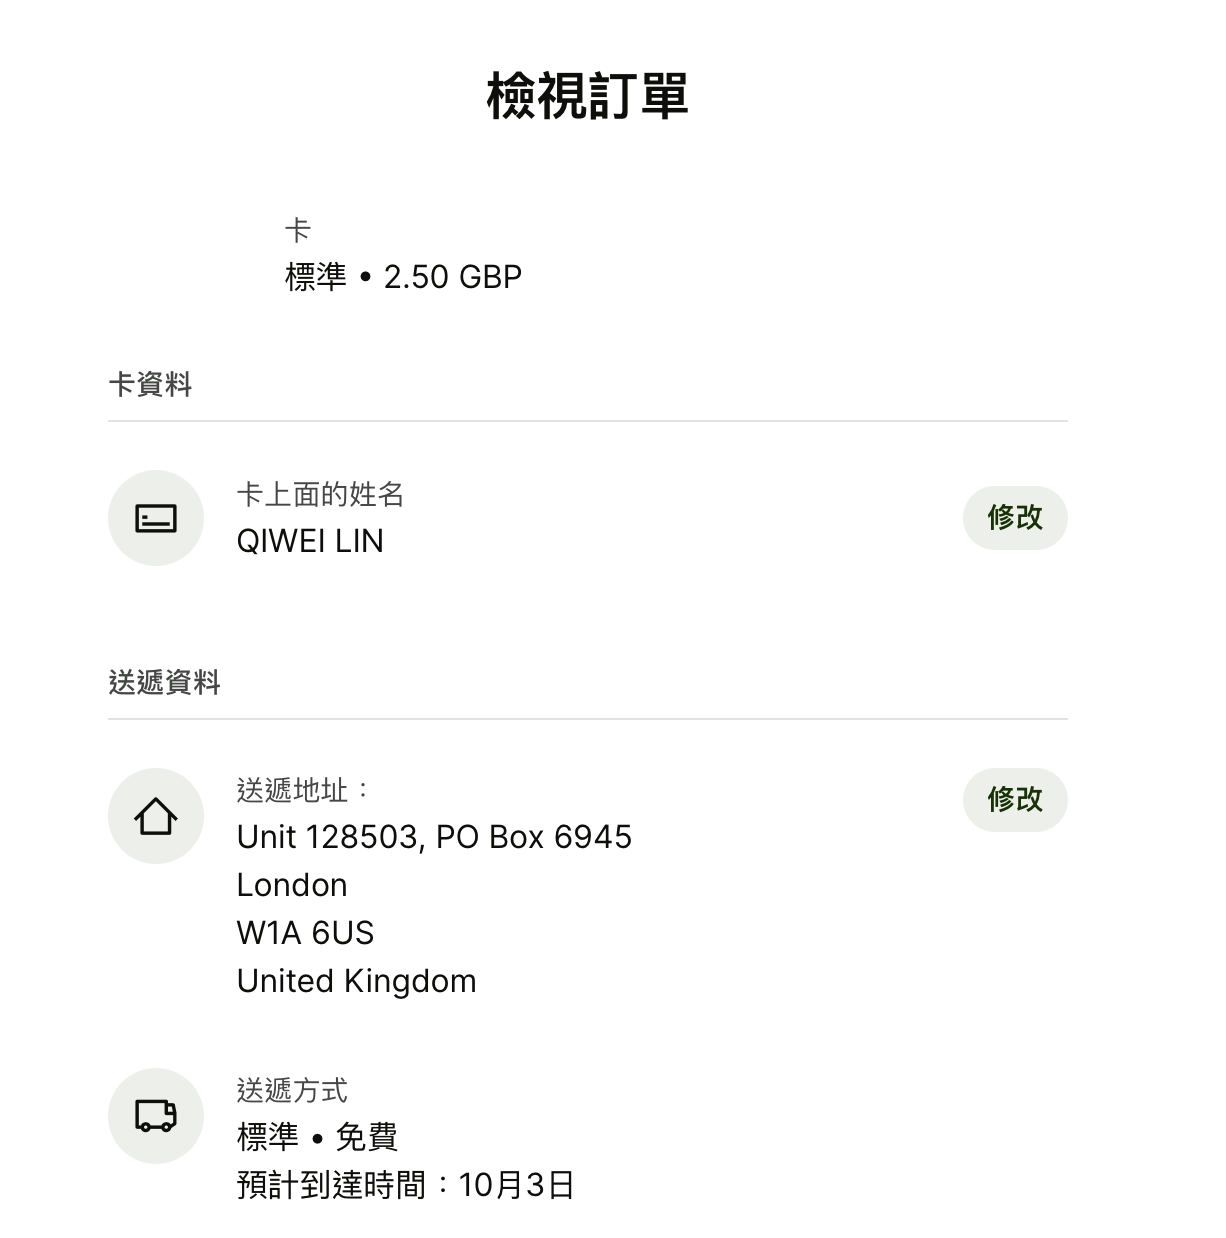 檢視訂單
卡
標準 • 2.50 GBP
卡資料
卡上面的姓名
QIWEI LIN
修改
送遞資料
送遞地址：
修改
Unit 128503, PO Box 6945
London
W1A 6US
United Kingdom
送遞方式
標準 • 免費
預計到達時間：10月3日